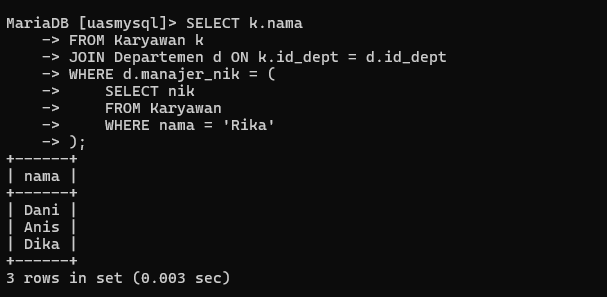 MariaDB [uasmysql]> SELECT k.nama
    -> FROM Karyawan k
    -> JOIN Departemen d ON k.id_dept = d.id_dept
    -> WHERE d.manajer_nik = (
    ->     SELECT nik
    ->     FROM Karyawan
    ->     WHERE nama = 'Rika'
    -> );
+------+
| nama |
+------+
| Dani |
| Anis |
| Dika |
+------+
3 rows in set (0.003 sec)